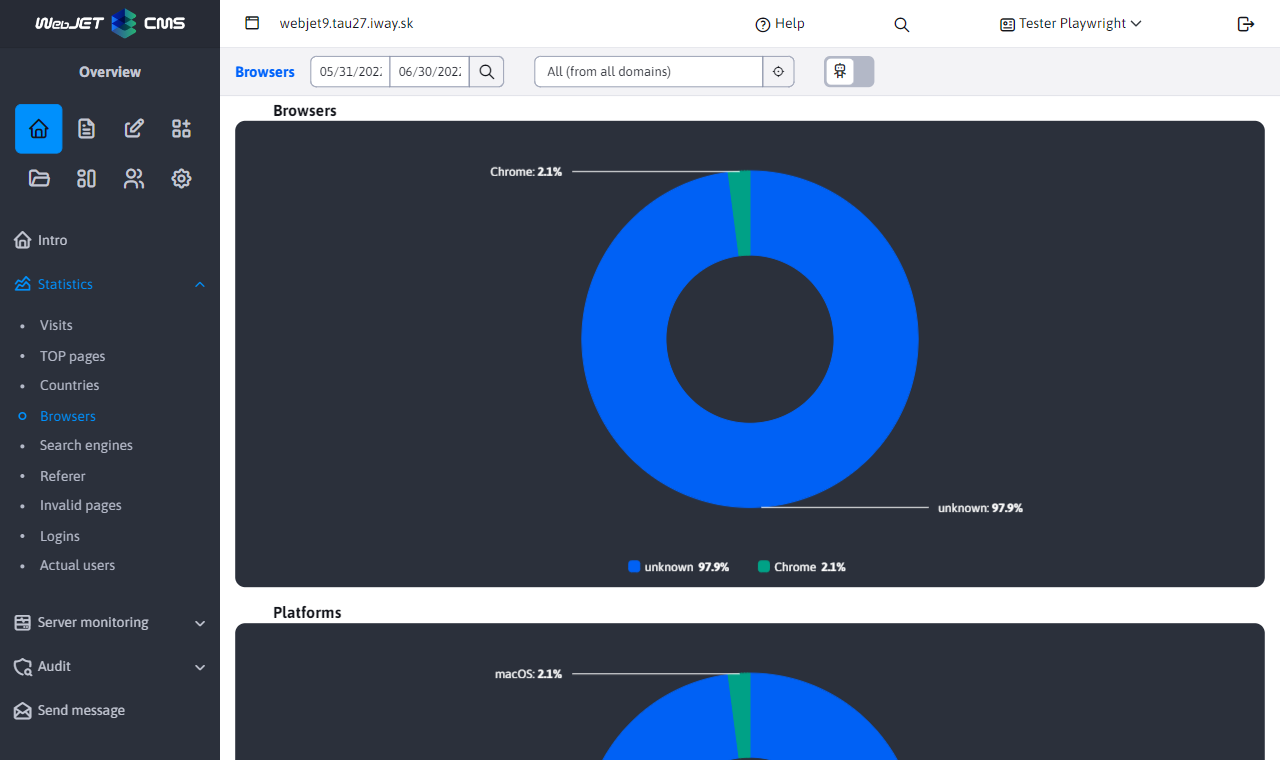 WebJET CMS
webjet9.tau27.iway.sk
Help
Tester Playwright
Overview
Browsers
05/31/202
06/30/202
All (from all domains)
Intro
Statistics
Visits
TOP pages
Countries
Browsers
Search engines
Referer
Invalid pages
Logins
Actual users
Server monitoring
Audit
Send message
Browsers
Chrome: 2.1%
unknown: 97.9%
unknown 97.9% Chrome 2.1%
Platforms
macOS: 2.1%